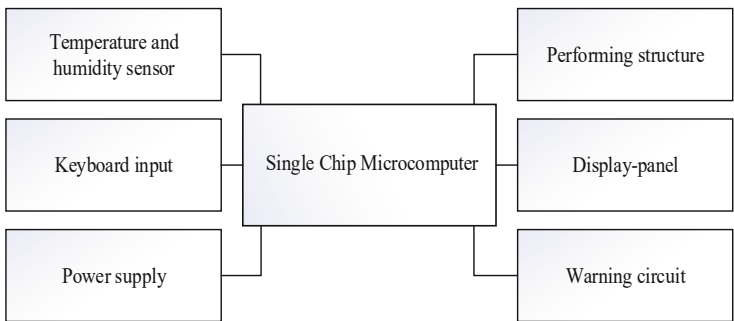 Temperature and
humidity sensor
Keyboard input
Power supply
Single Chip Microcomputer
Performing structure
Display-panel
Warning circuit